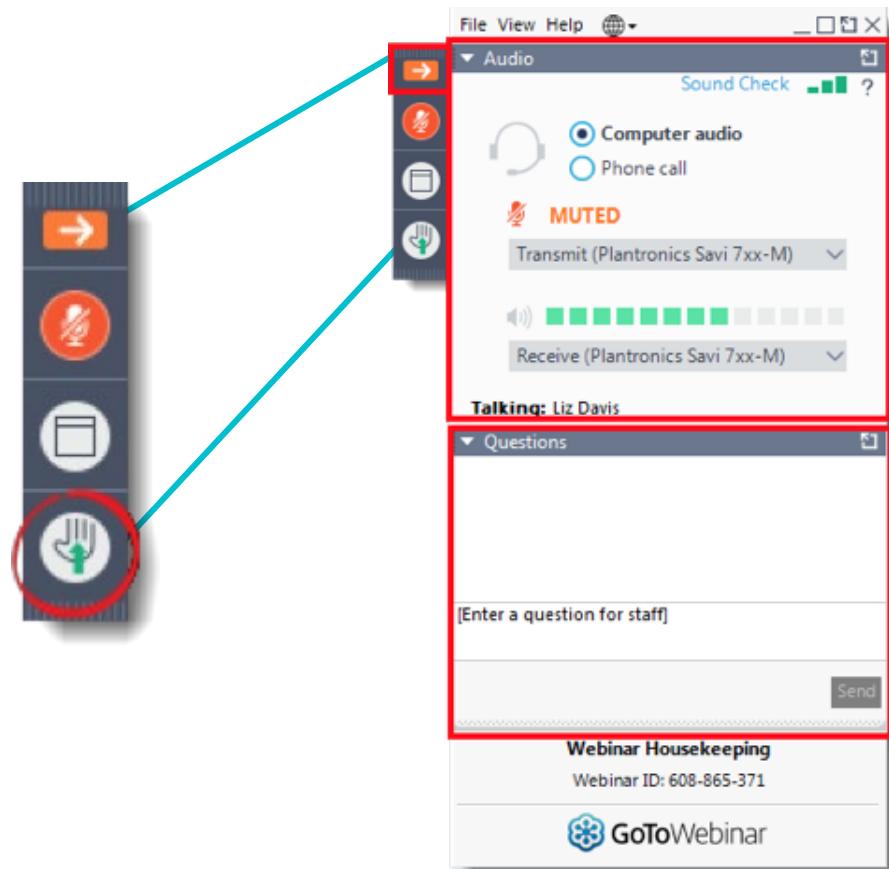 File View Help
Audio
Sound Check ?
Computer audio
Phone call
MUTED
Transmit (Plantronics Savi 7xx-M)
Receive (Plantronics Savi 7xx-M)
Talking: Liz Davis
Questions
[Enter a question for staff]
Send
Webinar Housekeeping
Webinar ID: 608-865-371
GoToWebinar